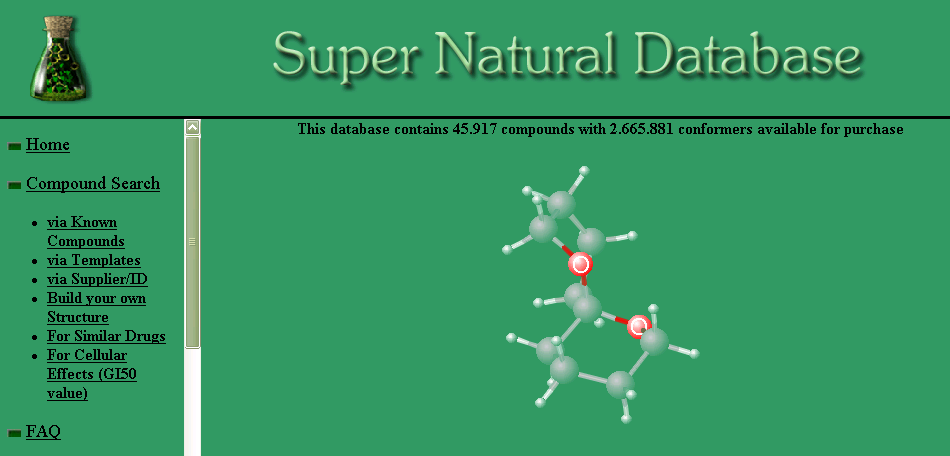 Super Natural Database
This database contains 45.917 compounds with 2.665.881 conformers available for purchase
Home
Compound Search
via Known
Compounds
via Templates
via Supplier/ID
Build your own
Structure
For Similar Drugs
For Cellular
Effects (GI50
value)
FAQ